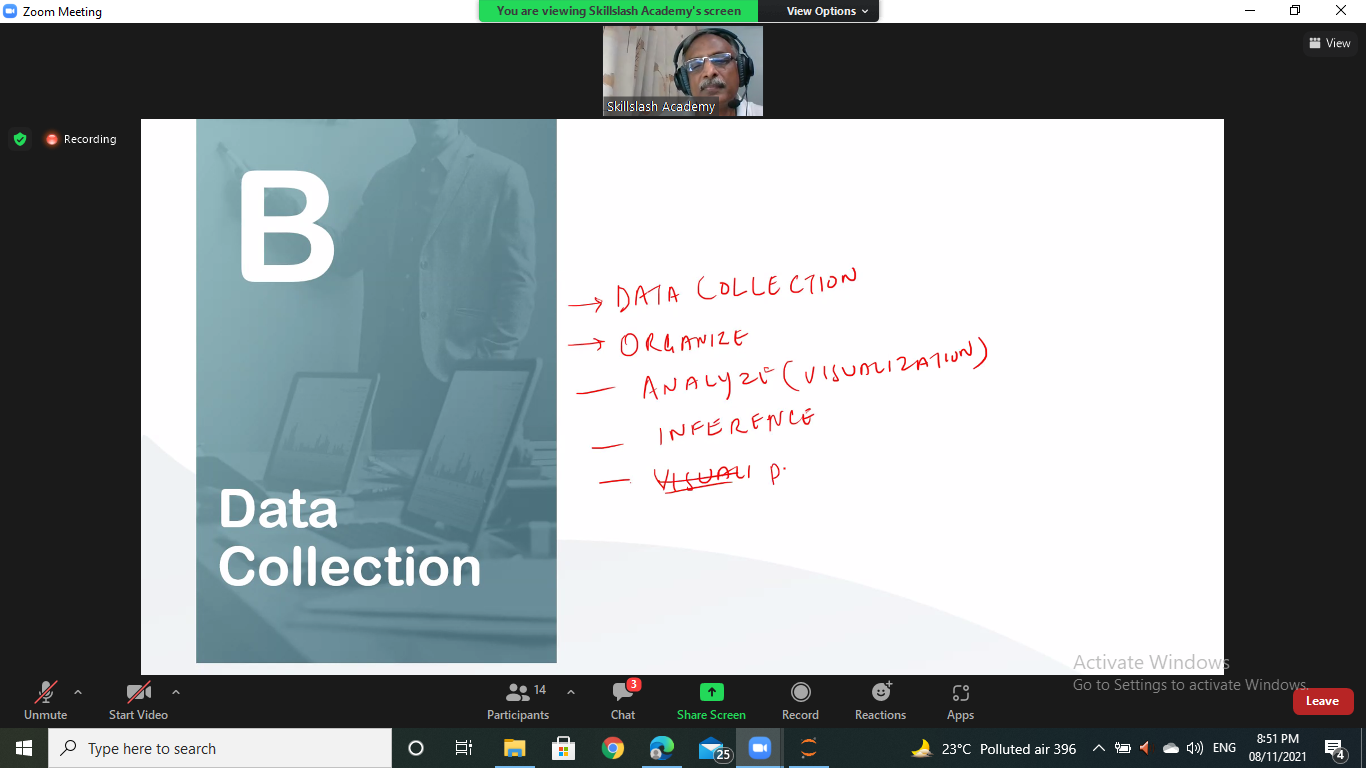 Zoom Meeting
You are viewing Skillslash Academy's screen
View Options
View
Skillslash Academy
Recording
B
Data
Collection
→ DATA COLLECTION
→ ORGANIZE
— ANALYZE (VISUALIZATION)
— INFERENCE
— VISUALI P
Activate Windows
Go to Settings to activate Windows.
Unmute
Start Video
Participants
14
Chat
3
Share Screen
Record
Reactions
Apps
Leave
Type here to search
25
23°C Polluted air 396
ENG
8:51 PM
08/11/2021
4